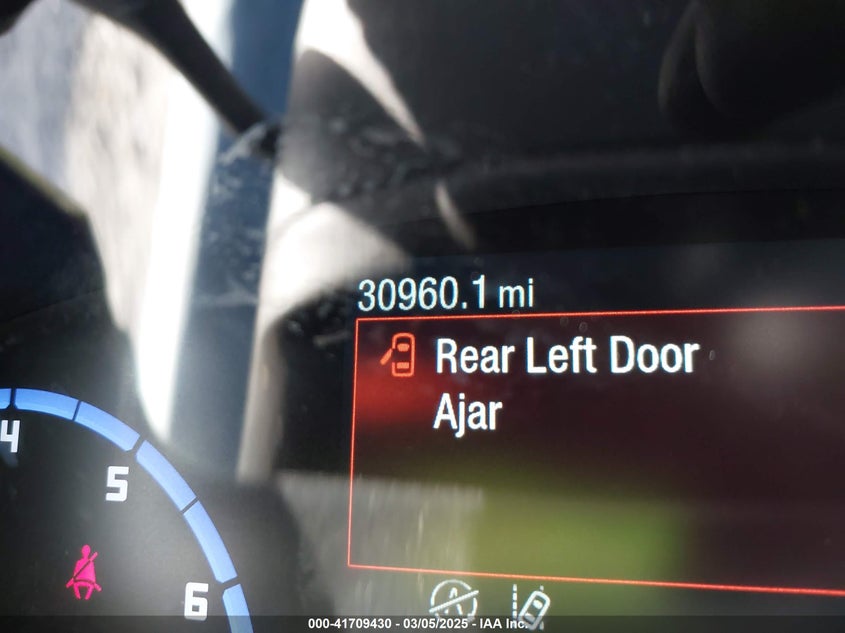 30960.1 mi
Rear Left Door
Ajar
4
5
6
A
000-41709430 - 03/05/2025 - IAA Inc.